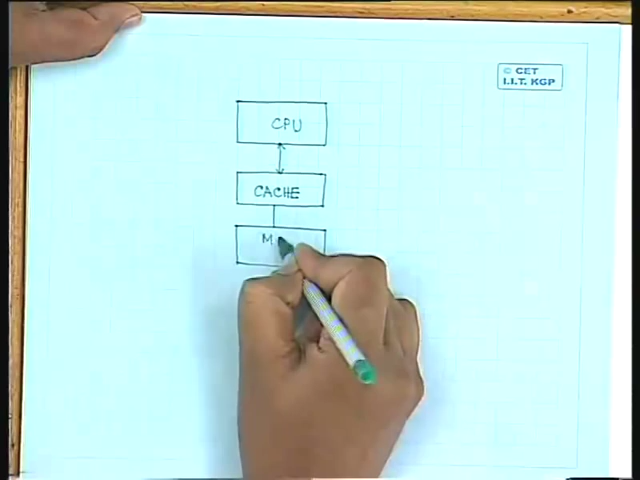 © CET
I.I.T. KGP
CPU
CACHE
M